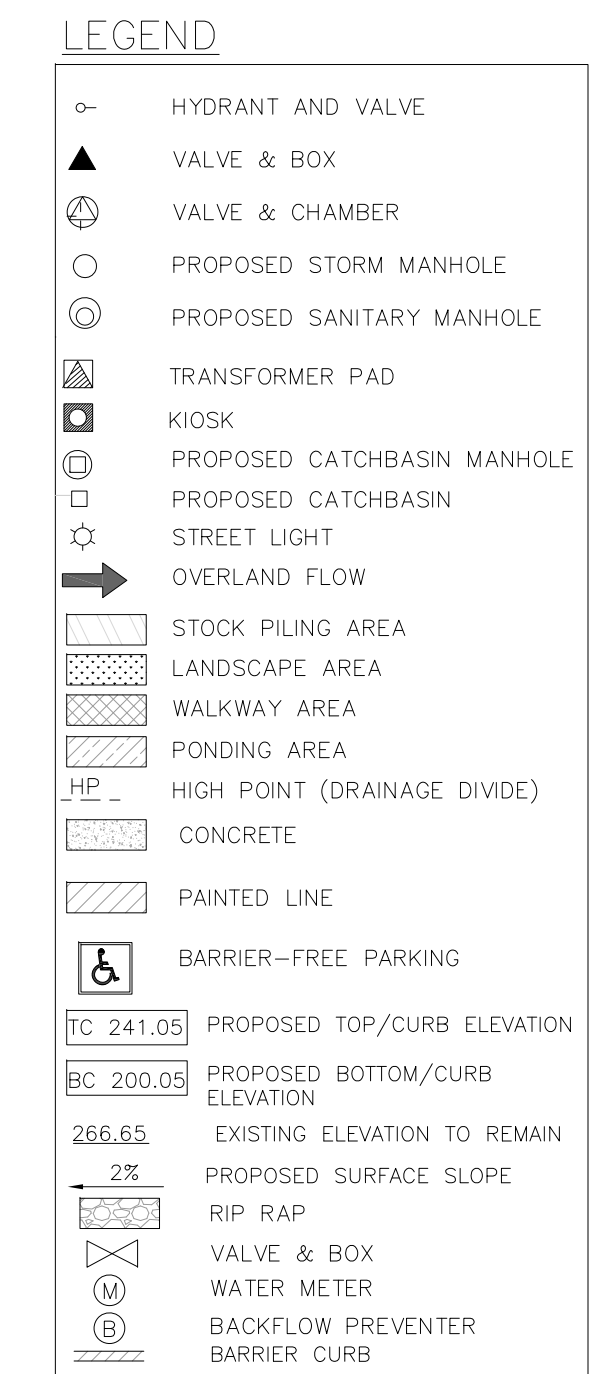 LEGEND
HYDRANT AND VALVE
VALVE & BOX
VALVE & CHAMBER
PROPOSED STORM MANHOLE
PROPOSED SANITARY MANHOLE
TRANSFORMER PAD
KIOSK
PROPOSED CATCHBASIN MANHOLE
PROPOSED CATCHBASIN
STREET LIGHT
OVERLAND FLOW
STOCK PILING AREA
LANDSCAPE AREA
WALKWAY AREA
PONDING AREA
HP HIGH POINT (DRAINAGE DIVIDE)
CONCRETE
PAINTED LINE
BARRIER-FREE PARKING
TC 241.05 PROPOSED TOP/CURB ELEVATION
BC 200.05 PROPOSED BOTTOM/CURB
ELEVATION
266.65 EXISTING ELEVATION TO REMAIN
2% PROPOSED SURFACE SLOPE
RIP RAP
VALVE & BOX
M WATER METER
B BACKFLOW PREVENTER
BARRIER CURB